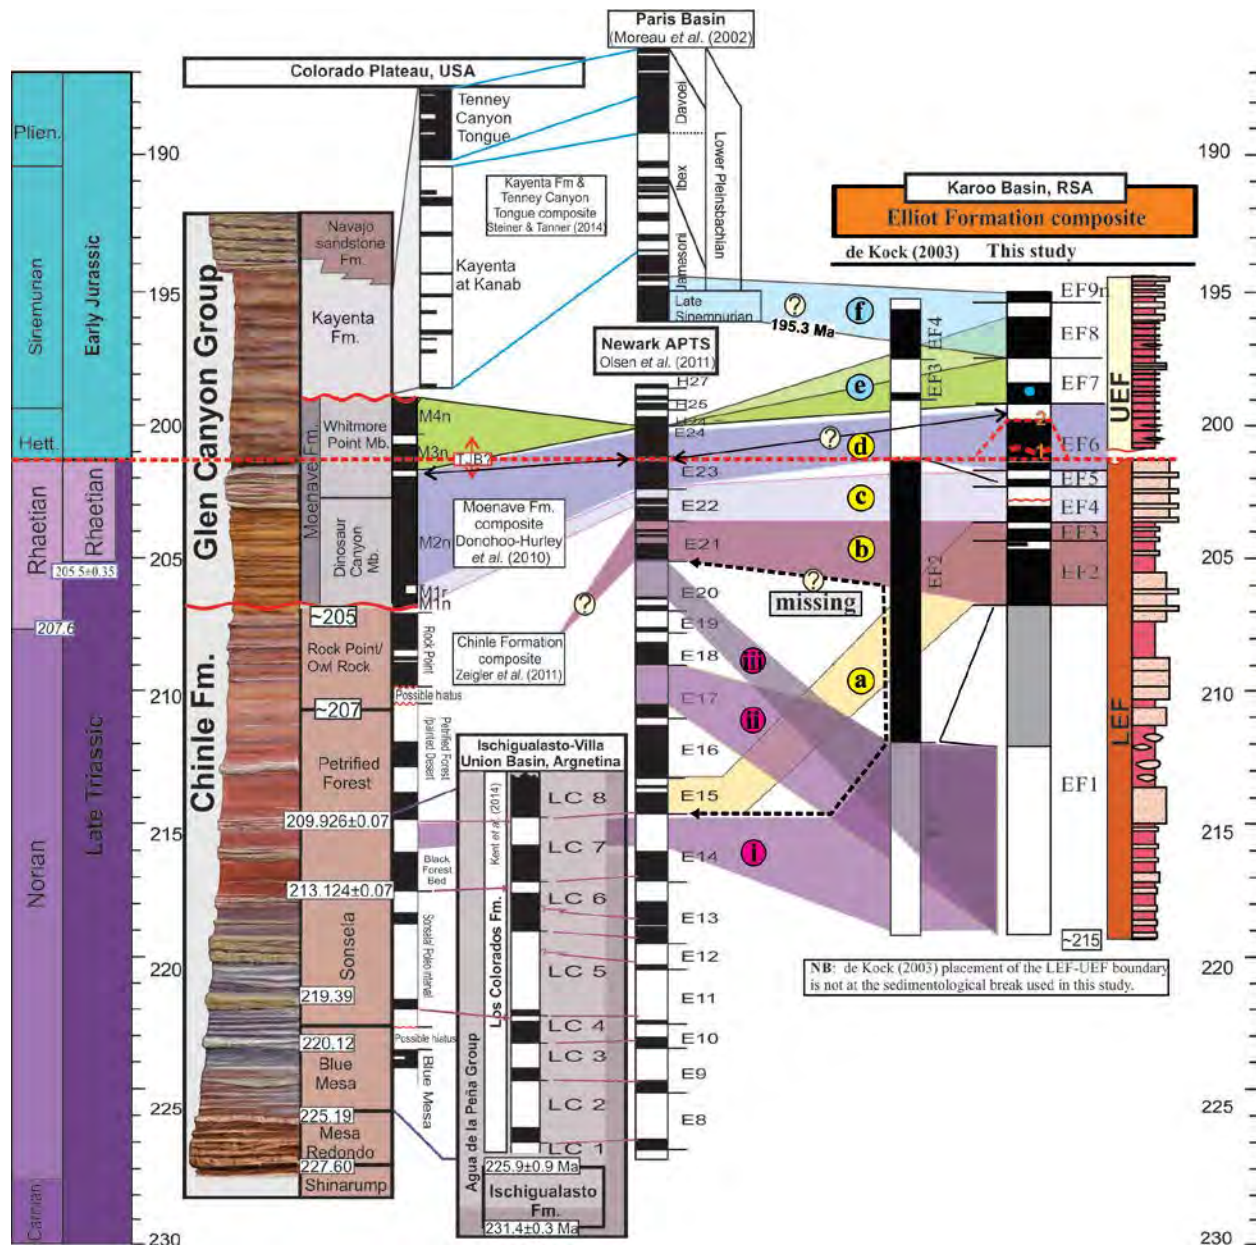 Paris Basin
(Moreau et al. (2002)
Colorado Plateau, USA
Plien.
Sinemunan
Hett.
Rhaetian
Norian
Carnian
Early Jurassic
Rhaetian
Late Triassic
205.5±0.35
207.6
190
195
200
205
210
215
220
225
230
Glen Canyon Group
Chinle Fm.
Navajo
sandstone
Fm.
Kayenta
Fm.
Moenave Fm.
Whitmore
Point Mb.
Dinosaur
Canyon
Mb.
~205
Rock Point/
Owl Rock
~207
Petrified
Forest
209.926±0.07
213.124±0.07
Sonsela
219.39
220.12
Blue
Mesa
225.19
Mesa
Redondo
227.60
Shinarump
Tenney
Canyon
Tongue
Kayenta
at Kanab
Kayenta Fm &
Tenney Canyon
Tongue composite
Steiner & Tanner (2014)
M4n
M3n
M2n
M1r
M1n
TJB?
Moenave Fm.
composite
Donohoo-Hurley
et al. (2010)
Rock Point
Possible hiatus
Petrified Forest
/painted Desert
Black
Forest
Bed
Possible hiatus
Blue Mesa
?
Chinle Formation
composite
Zeigler et al. (2011)
Ischigualasto-Villa
Union Basin, Argnetina
Agua de la Peña Group
Los Colorados Fm.
Kent et al. (2014)
LC 8
LC 7
LC 6
LC 5
LC 4
LC 3
LC 2
LC 1
225.9±0.9 Ma
Ischigualasto
Fm.
231.4±0.3 Ma
Davoei
Ibex
Jamasoni
Lower Pleinsbachian
Late
Sinemnurian
Newark APTS
Olsen et al. (2011)
H27
H25
H24
E24
E23
E22
E21
E20
E19
E18
E17
E16
E15
E14
E13
E12
E11
E10
E9
E8
?
195.3 Ma
f
e
?
d
c
b
?
missing
a
iii
ii
i
Karoo Basin, RSA
Elliot Formation composite
de Kock (2003)
This study
EF4
EF3
EF2
EF9n
EF8
EF7
2
1
EF6
EF5
EF4
EF3
EF2
EF1
~215
UEF
LEF
NB: de Kock (2003) placement of the LEF-UEF boundary
is not at the sedimentological break used in this study.
190
195
200
205
210
215
220
225
230